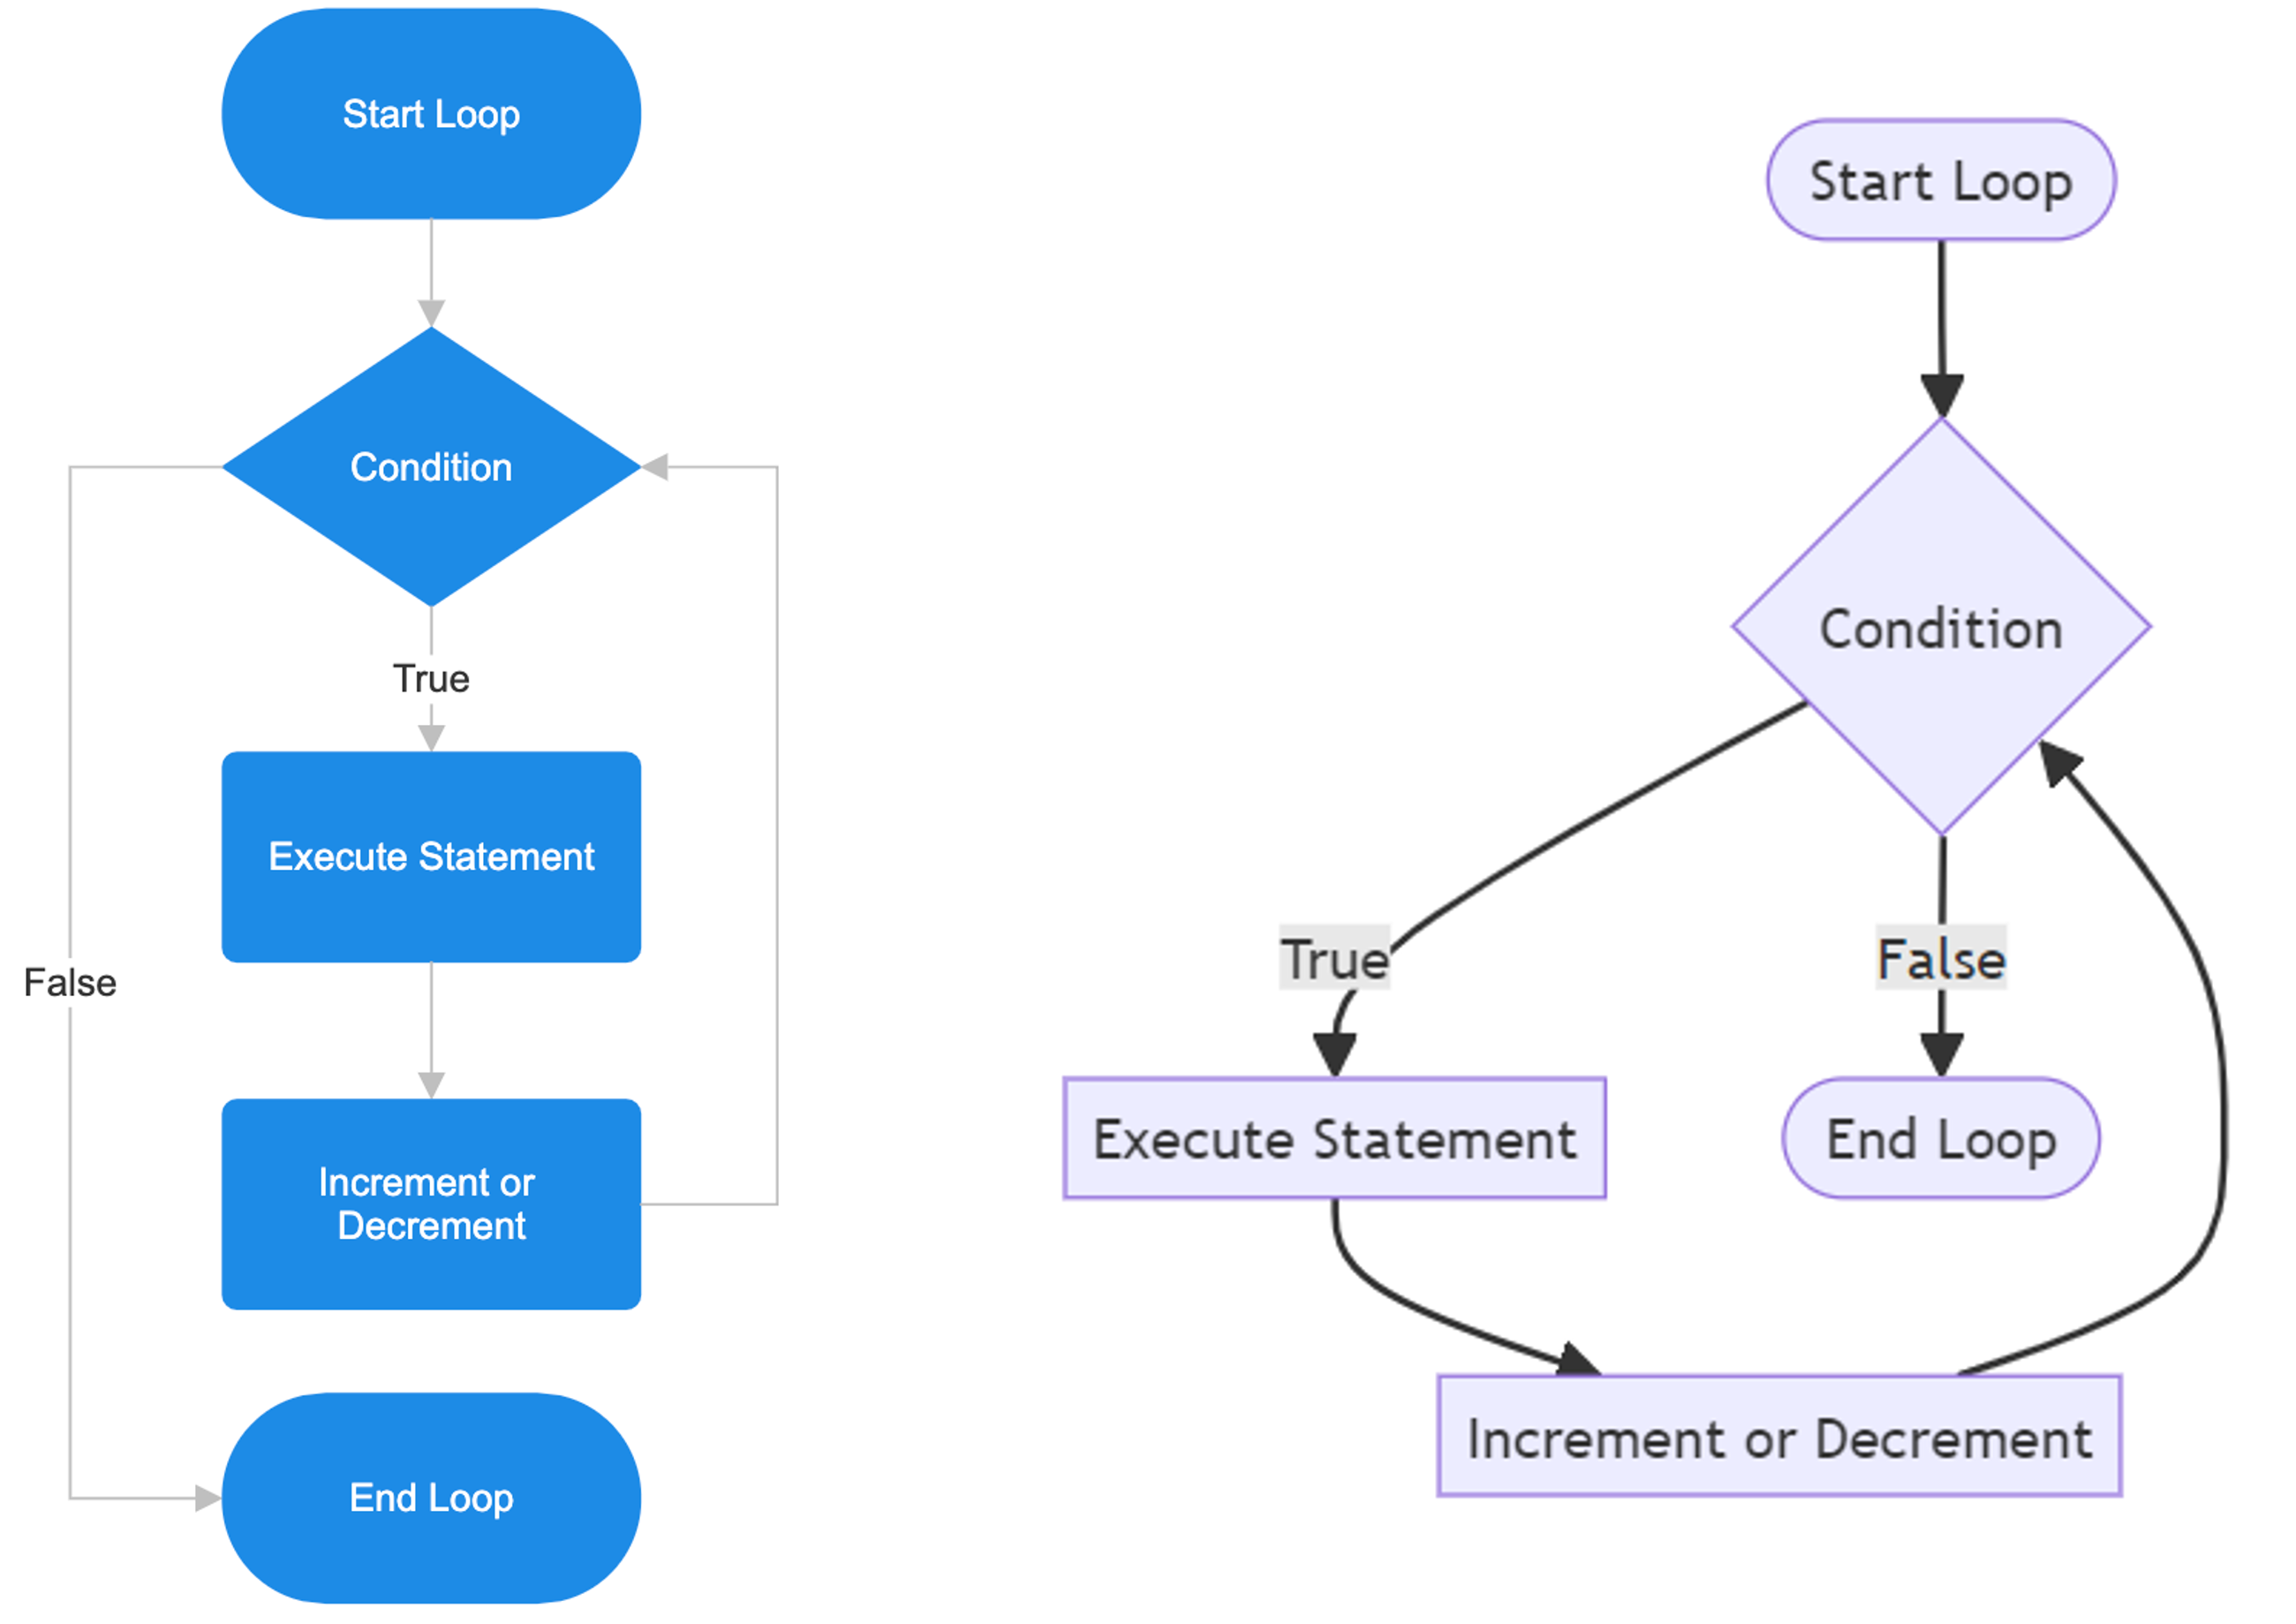 Start Loop
Condition
True
Execute Statement
False
Increment or
Decrement
End Loop
Start Loop
Condition
True
False
Execute Statement
End Loop
Increment or Decrement